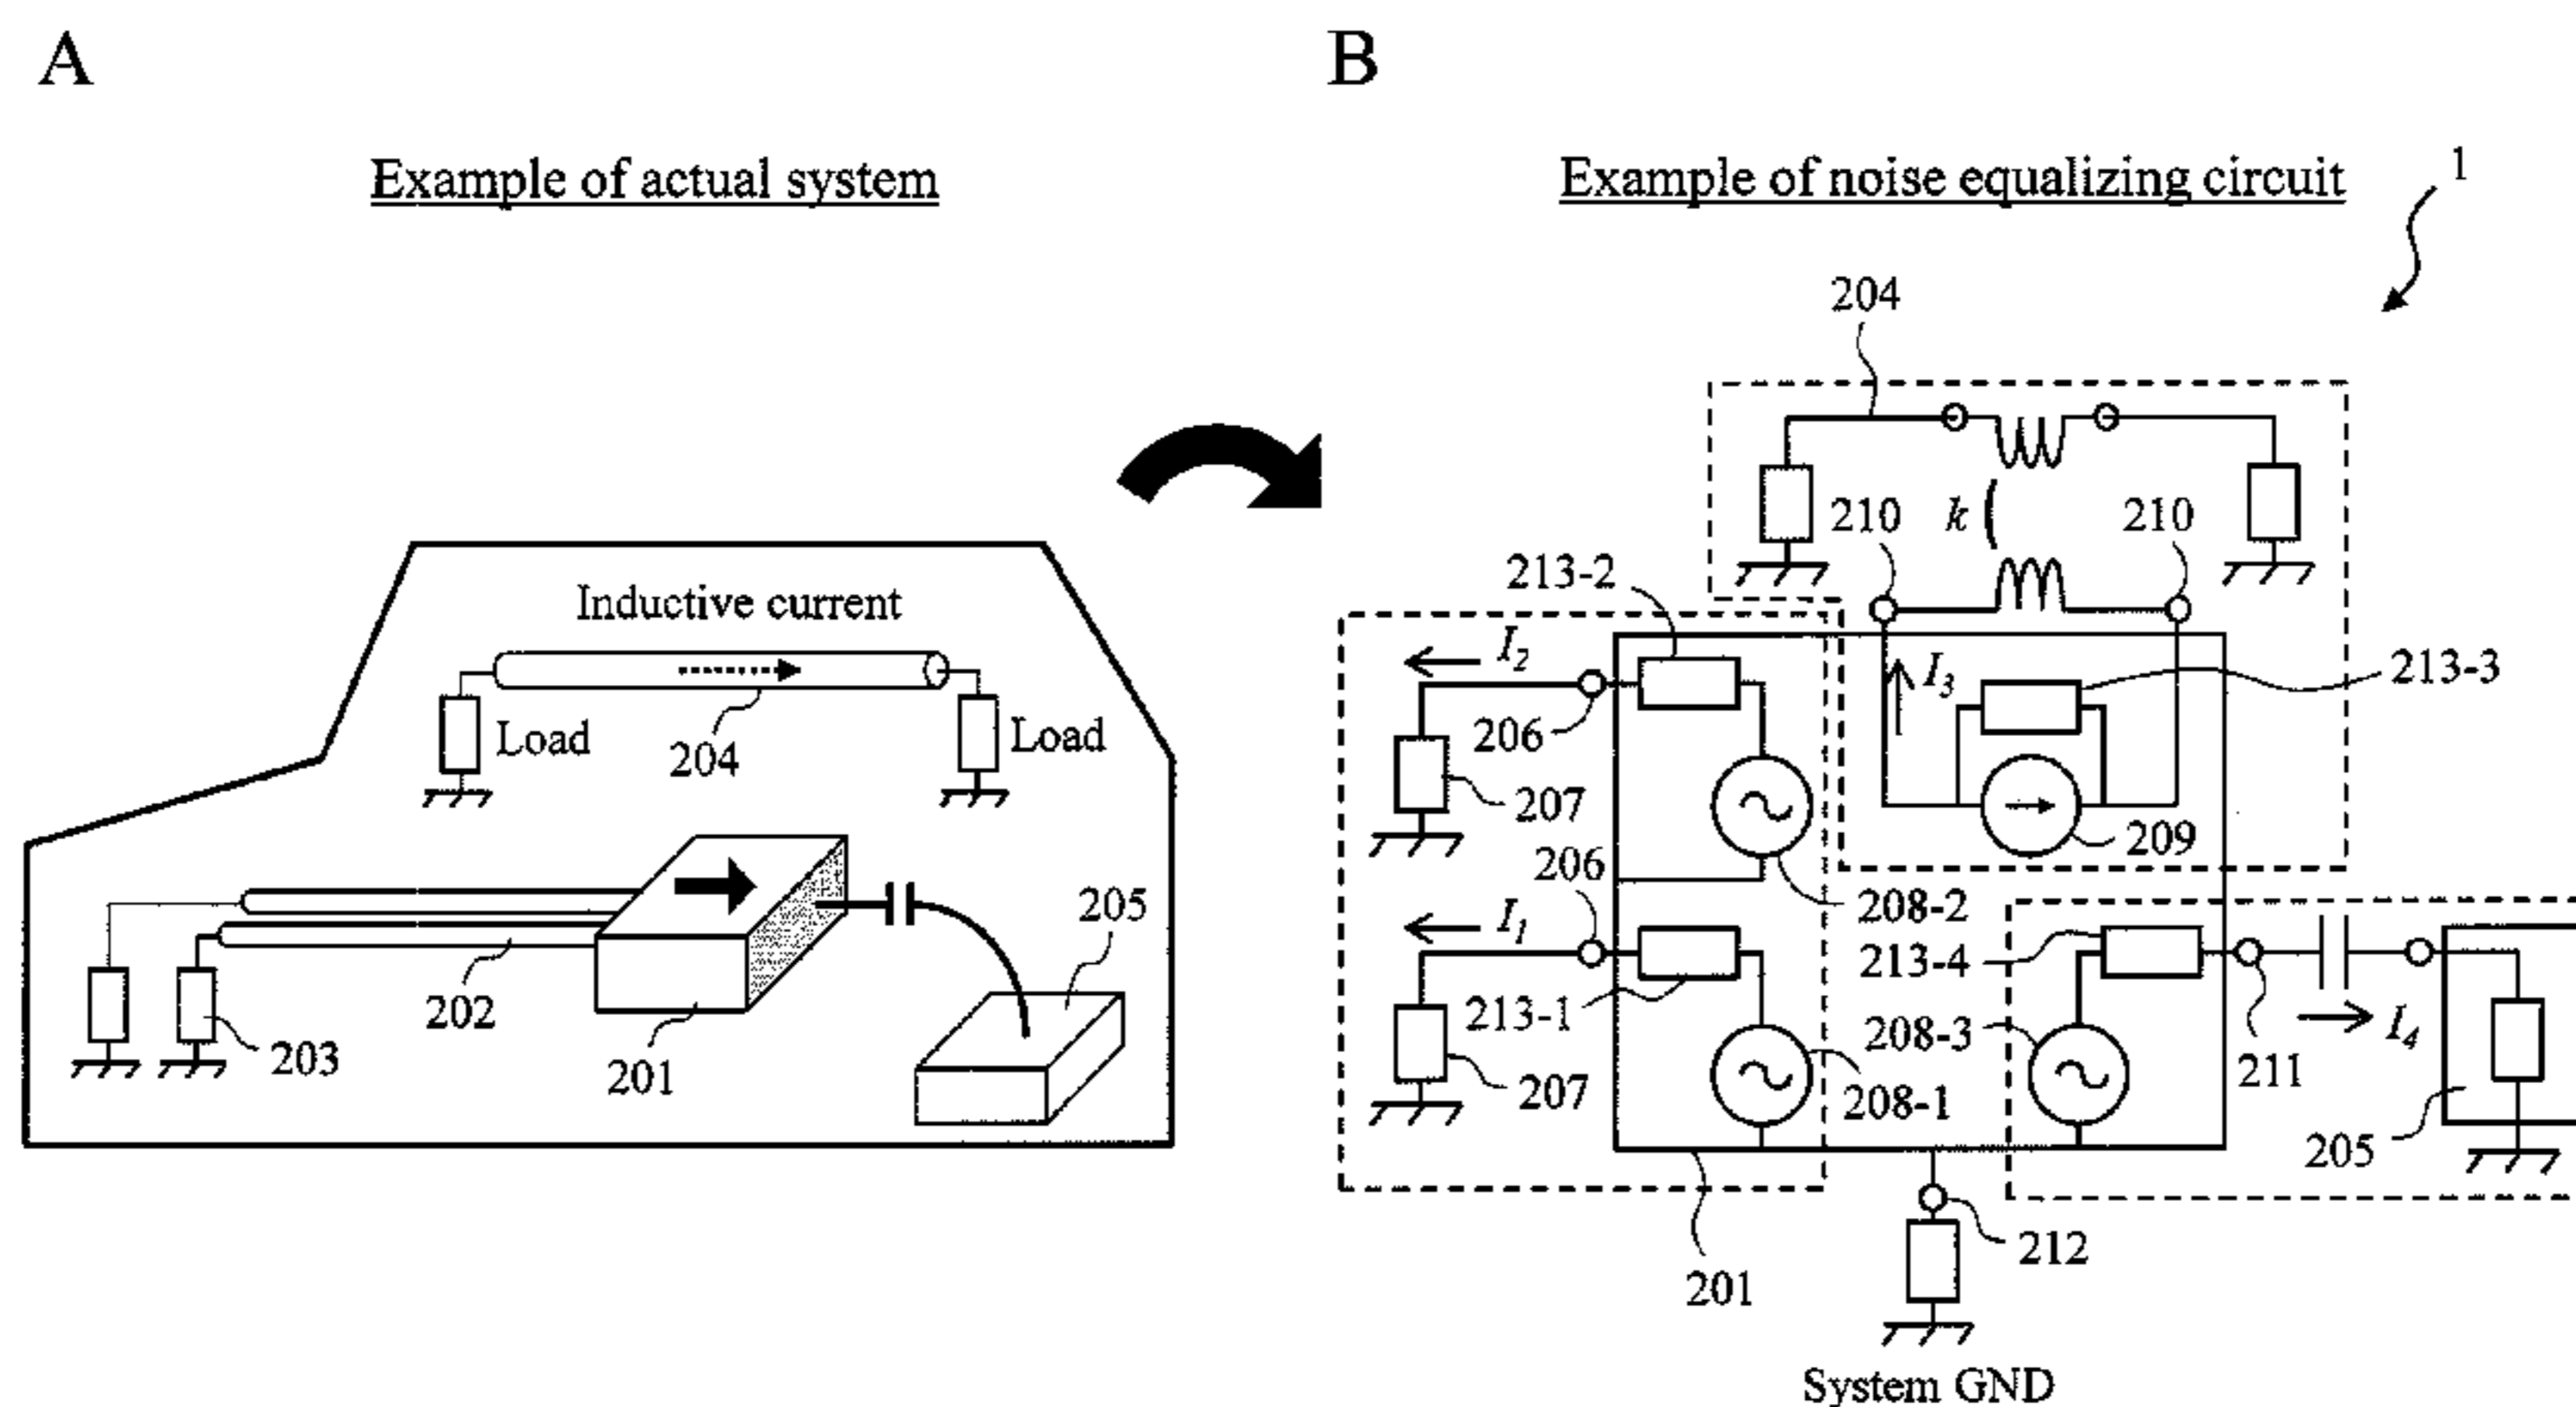 A
Example of actual system
Inductive current
Load
204
Load
202
203
201
205
B
Example of noise equalizing circuit
1
204
210
k
210
213-2
I2
I3
213-3
206
207
209
206
208-2
I1
213-4
213-1
208-3
I4
211
207
208-1
205
212
201
System GND